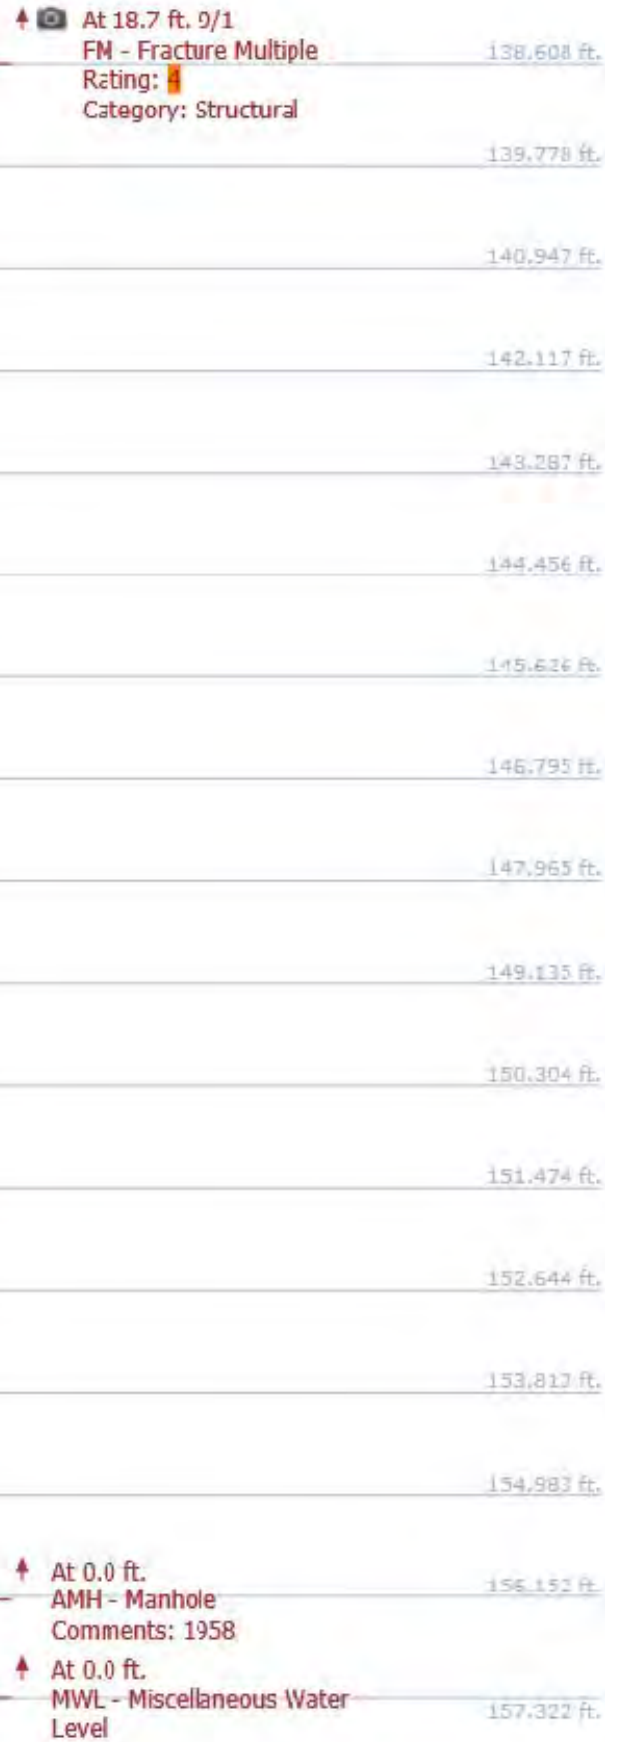 At 18.7 ft. 9/1
FM - Fracture Multiple
138.608 ft.
Rating: 4
Category: Structural
139.778 ft.
140.947 ft.
142.117 ft.
143.287 ft.
144.456 ft.
145.626 ft.
146.795 ft.
147.965 ft.
149.135 ft.
150.304 ft.
151.474 ft.
152.644 ft.
153.813 ft.
154.983 ft.
At 0.0 ft.
156.152 ft.
AMH - Manhole
Comments: 1958
At 0.0 ft.
MWL - Miscellaneous Water
157.322 ft.
Level